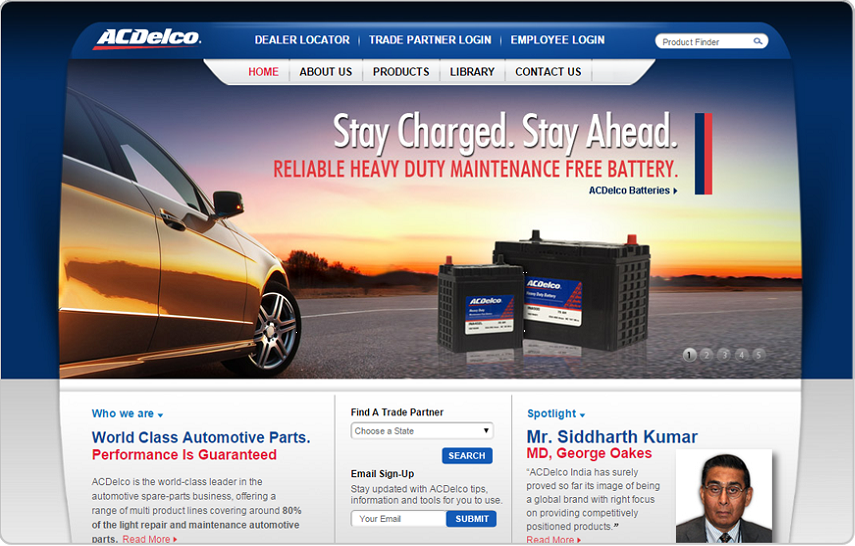 ACDelco.
DEALER LOCATOR | TRADE PARTNER LOGIN | EMPLOYEE LOGIN
Product Finder
HOME
ABOUT US
PRODUCTS
LIBRARY
CONTACT US
Stay Charged. Stay Ahead.
RELIABLE HEAVY DUTY MAINTENANCE FREE BATTERY.
ACDelco Batteries
ACDelco
ACDelco
Heavy Duty Battery
1 2 3 4 5
Who we are
World Class Automotive Parts.
Performance Is Guaranteed
ACDelco is the world-class leader in the
automotive spare-parts business, offering a
range of multi product lines covering around 80%
of the light repair and maintenance automotive
parts. Read More
Find A Trade Partner
Choose a State
SEARCH
Email Sign-Up
Stay updated with ACDelco tips,
information and tools for you to use.
Your Email
SUBMIT
Spotlight
Mr. Siddharth Kumar
MD, George Oakes
“ACDelco India has surely
proved so far its image of being
a global brand with right focus
on providing competitively
positioned products.”
Read More